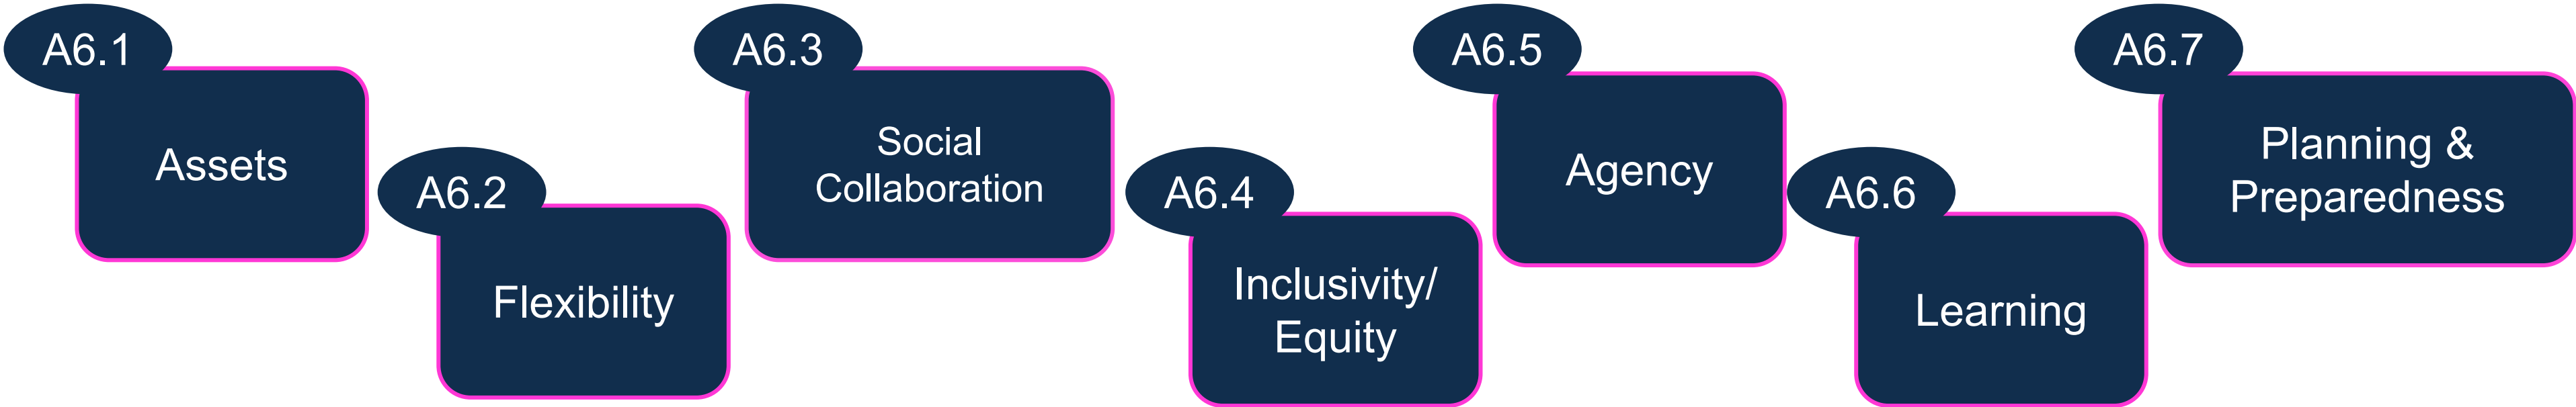 A6.1
Assets
A6.2
Flexibility
A6.3
Social
Collaboration
A6.4
Inclusivity/
Equity
A6.5
Agency
A6.6
Learning
A6.7
Planning &
Preparedness